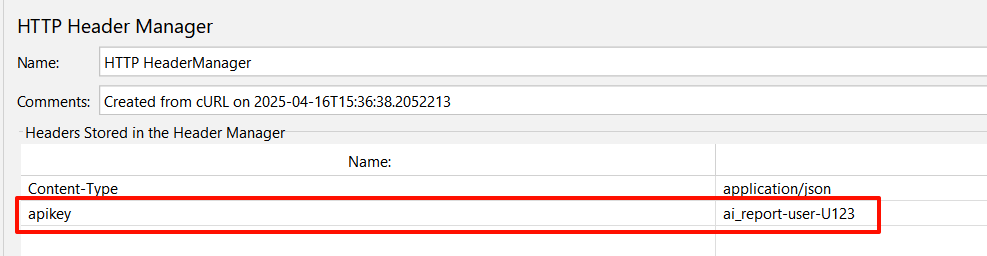 HTTP Header Manager
Name: HTTP HeaderManager
Comments: Created from cURL on 2025-04-16T15:36:38.2052213
Headers Stored in the Header Manager
Name:
Content-Type application/json
apikey ai_report-user-U123